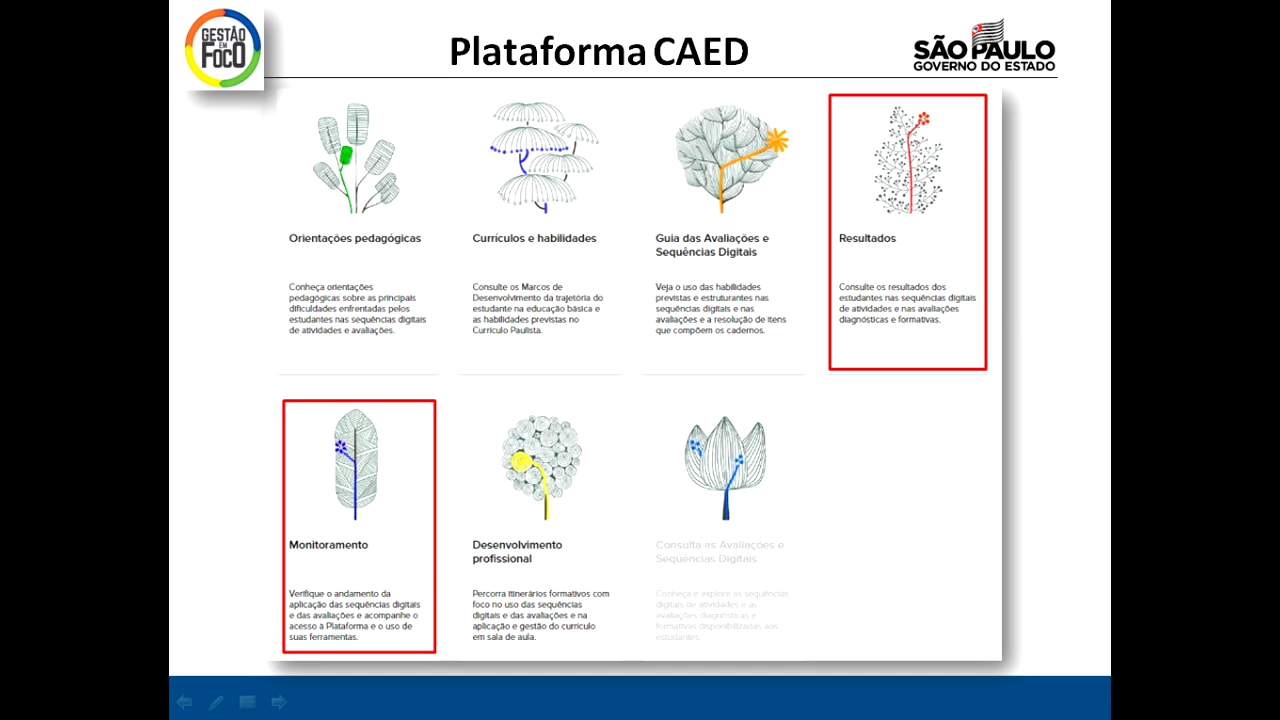 GESTÃO
EM
FOCO
Plataforma CAED
SÃO PAULO
GOVERNO DO ESTADO
Orientações pedagógicas
Conheça orientações
pedagógicas sobre as principais
dificuldades enfrentadas pelos
estudantes nas sequências digitais
de atividades e avaliações.
Currículos e habilidades
Consulte os Marcos de
Desenvolvimento da trajetória do
estudante na educação básica e
as habilidades previstas no
Currículo Paulista.
Guia das Avaliações e
Sequências Digitais
Veja o uso das habilidades
previstas e estruturantes nas
sequências digitais e nas
avaliações e a resolução de itens
que compõem os cadernos.
Resultados
Consulte os resultados dos
estudantes nas sequências digitais
de atividades e nas avaliações
diagnósticas e formativas.
Monitoramento
Verifique o andamento da
aplicação das sequências digitais
e das avaliações e acompanhe o
acesso à Plataforma e o uso de
suas ferramentas.
Desenvolvimento
profissional
Percorra itinerários formativos com
foco no uso das sequências
digitais e das avaliações e na
aplicação e gestão do currículo
em sala de aula.
Consulta as Avaliações e
Sequências Digitais
Conheça e explore as sequências
digitais de atividades e as
avaliações diagnósticas e
formativas disponibilizadas aos
estudantes.